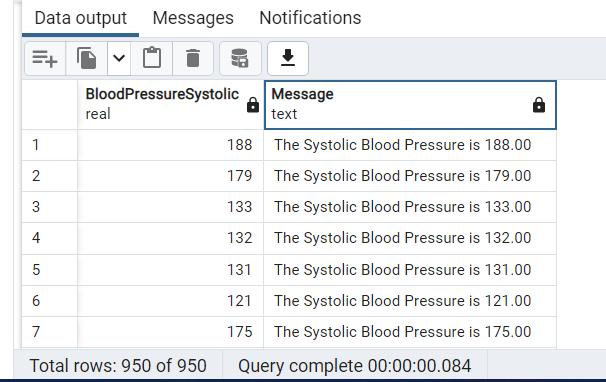 Data output Messages Notifications
BloodPressureSystolic Message
real text
1 188 The Systolic Blood Pressure is 188.00
2 179 The Systolic Blood Pressure is 179.00
3 133 The Systolic Blood Pressure is 133.00
4 132 The Systolic Blood Pressure is 132.00
5 131 The Systolic Blood Pressure is 131.00
6 121 The Systolic Blood Pressure is 121.00
7 175 The Systolic Blood Pressure is 175.00
Total rows: 950 of 950 Query complete 00:00:00.084